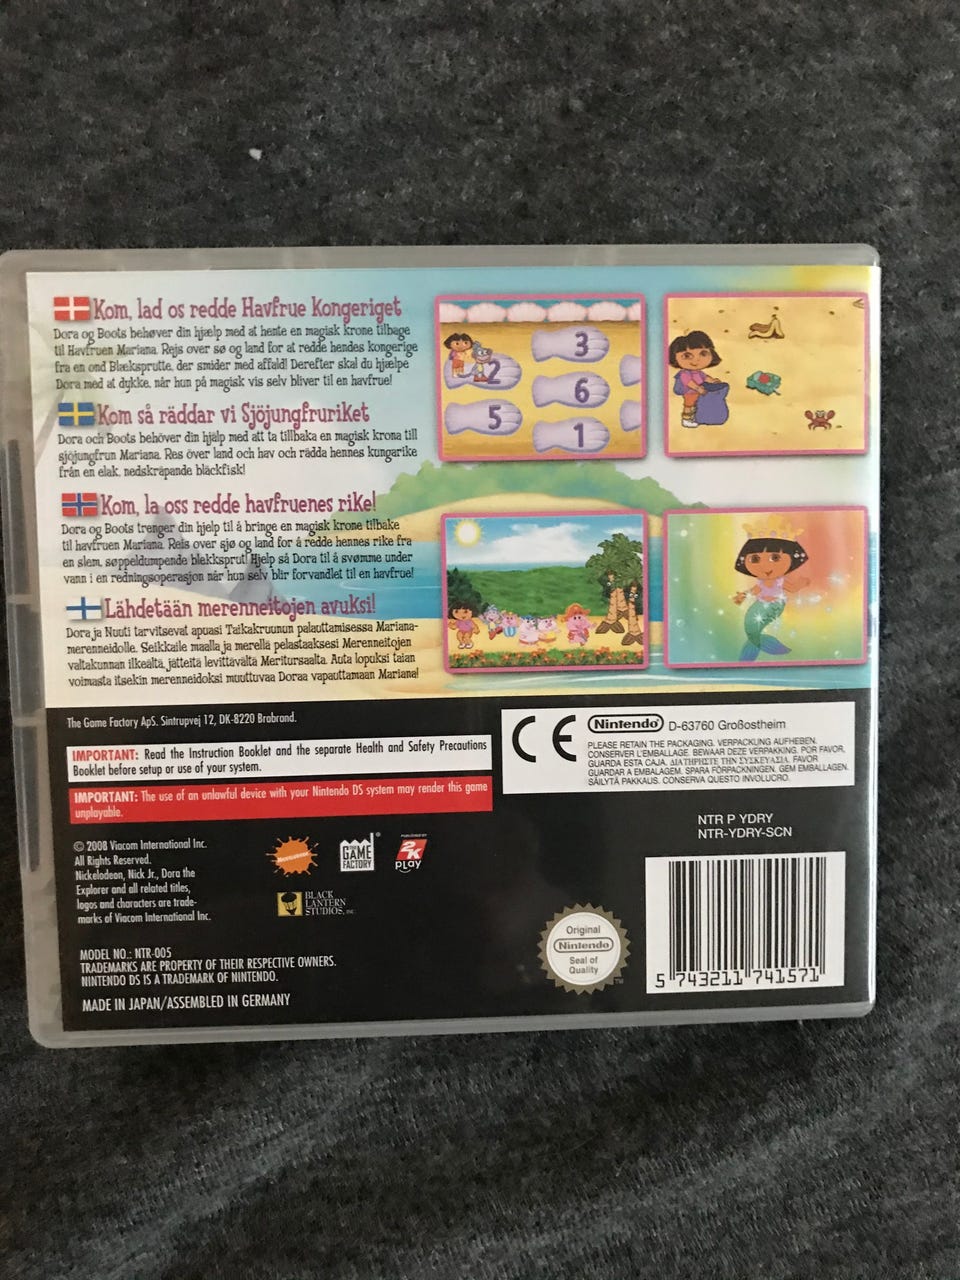 Kom, lad os redde Havfrue Kongeriget
Dora og Boots behøver din hjælp med at hente en magisk krone tilbage
til Havfruen Mariana. Rejs over sø og land for at redde hendes kongerige
fra en ond Blæksprutte, der smider med affald! Derefter skal du hjælpe
Dora med at dykke, når hun på magisk vis selv bliver til en havfrue!
Kom så räddar vi Sjöjungfruriket
Dora och Boots behöver din hjälp med att ta tillbaka en magisk krona till
sjöjungfrun Mariana. Res över land och hav och rädda hennes kungarike
från en elak, nedskräpande bläckfisk!
Kom, la oss redde havfruenes rike!
Dora og Boots trenger din hjelp til å bringe en magisk krone tilbake
til havfruen Mariana. Reis over sjø og land for å redde hennes rike fra
en slem, søppeldumpende blekksprut! Hjelp så Dora til å svømme under
vann i en redningsoperasjon når hun selv blir forvandlet til en havfrue!
Lähdetään merenneitojen avuksi!
Dora ja Nuuti tarvitsevat apuasi Taikakruunun palauttamisessa Mariana-
merenneidolle. Seikkaile maalla ja merellä pelastaaksesi Merenneitojen
valtakunnan ilkeältä, jätteitä levittävältä Meritursaalta. Auta lopuksi taian
voimasta itsekin merenneidoksi muuttuvaa Doraa vapauttamaan Mariana!
3
2
6
5
1
The Game Factory ApS. Sintrupvej 12, DK-8220 Brabrand.
IMPORTANT: Read the Instruction Booklet and the separate Health and Safety Precautions
Booklet before setup or use of your system.
IMPORTANT: The use of an unlawful device with your Nintendo DS system may render this game
unplayable.
CE Nintendo D-63760 Großostheim
PLEASE RETAIN THE PACKAGING. VERPACKUNG AUFHEBEN.
CONSERVER L'EMBALLAGE. BEWAAR DEZE VERPAKKING. POR FAVOR,
GUARDA ESTA CAJA. ΔΙΑΤΗΡΗΣΤΕ ΤΗΝ ΣΥΣΚΕΥΑΣΙΑ. FAVOR
GUARDAR A EMBALAGEM. SPARA FÖRPACKNINGEN. GEM EMBALLAGEN.
SÄILYTÄ PAKKAUS. CONSERVA QUESTO INVOLUCRO.
NTR P YDRY
NTR-YDRY-SCN
© 2008 Viacom International Inc.
All Rights Reserved.
Nickelodeon, Nick Jr., Dora the
Explorer and all related titles,
logos and characters are trade-
marks of Viacom International Inc.
NICKELODEON
THE GAME
FACTORY
PUBLISHED BY
2K
PLAY
BLACK
LANTERN
STUDIOS, INC.
MODEL NO.: NTR-005
TRADEMARKS ARE PROPERTY OF THEIR RESPECTIVE OWNERS.
NINTENDO DS IS A TRADEMARK OF NINTENDO.
MADE IN JAPAN/ASSEMBLED IN GERMANY
Original
Nintendo
Seal of
Quality
TM
5 743211 741571